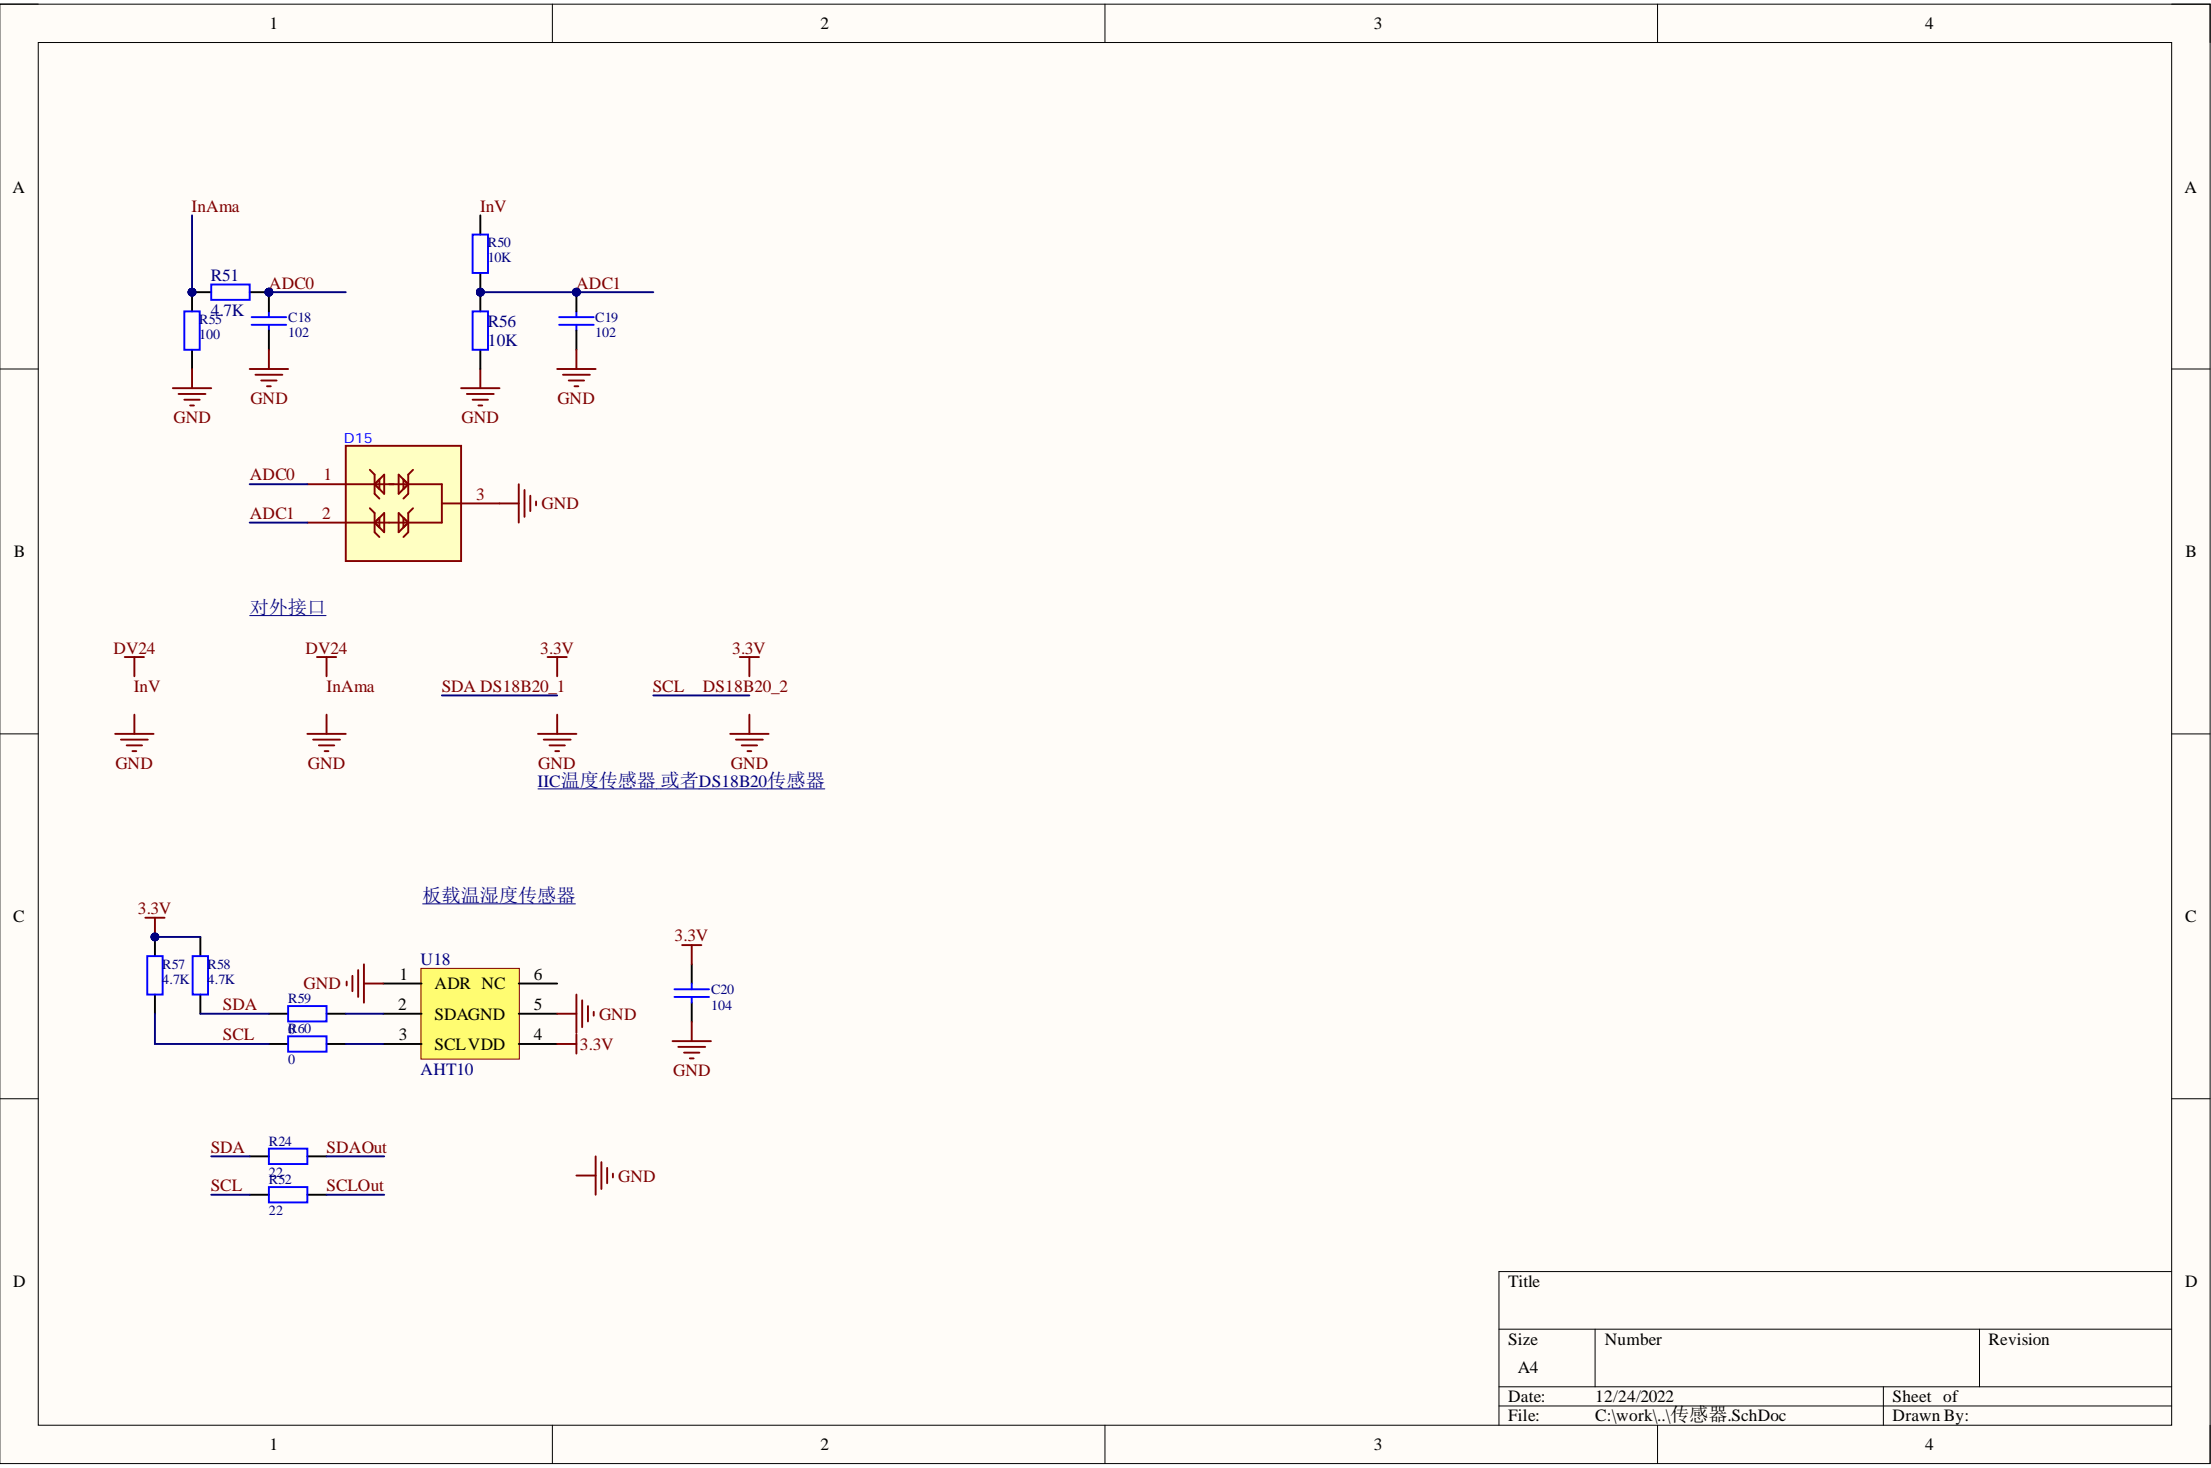 1 2 3 4
A A
InAma InV
R50
10K
R51 ADC0 ADC1
4.7K
R55
100
C18
102
R56
10K
C19
102
GND GND
GND GND
D15
ADC0 1
3 GND
ADC1 2
B B
对外接口
DV24 DV24 3.3V 3.3V
InV InAma SDA DS18B20_1 SCL DS18B20_2
GND GND GND GND
IIC温度传感器 或者DS18B20传感器
板载温湿度传感器
C C
3.3V 3.3V
R57
4.7K
R58
4.7K
U18
GND 1 ADR NC 6
SDA R59 2 SDA GND 5 GND
0
SCL R60 3 SCL VDD 4 3.3V
0
AHT10
C20
104
GND
SDA R24 SDAOut
22
GND
SCL R52 SCLOut
22
D D
Title
Size Number Revision
A4
Date: 12/24/2022 Sheet of
File: C:\work\..\传感器.SchDoc Drawn By:
1 2 3 4